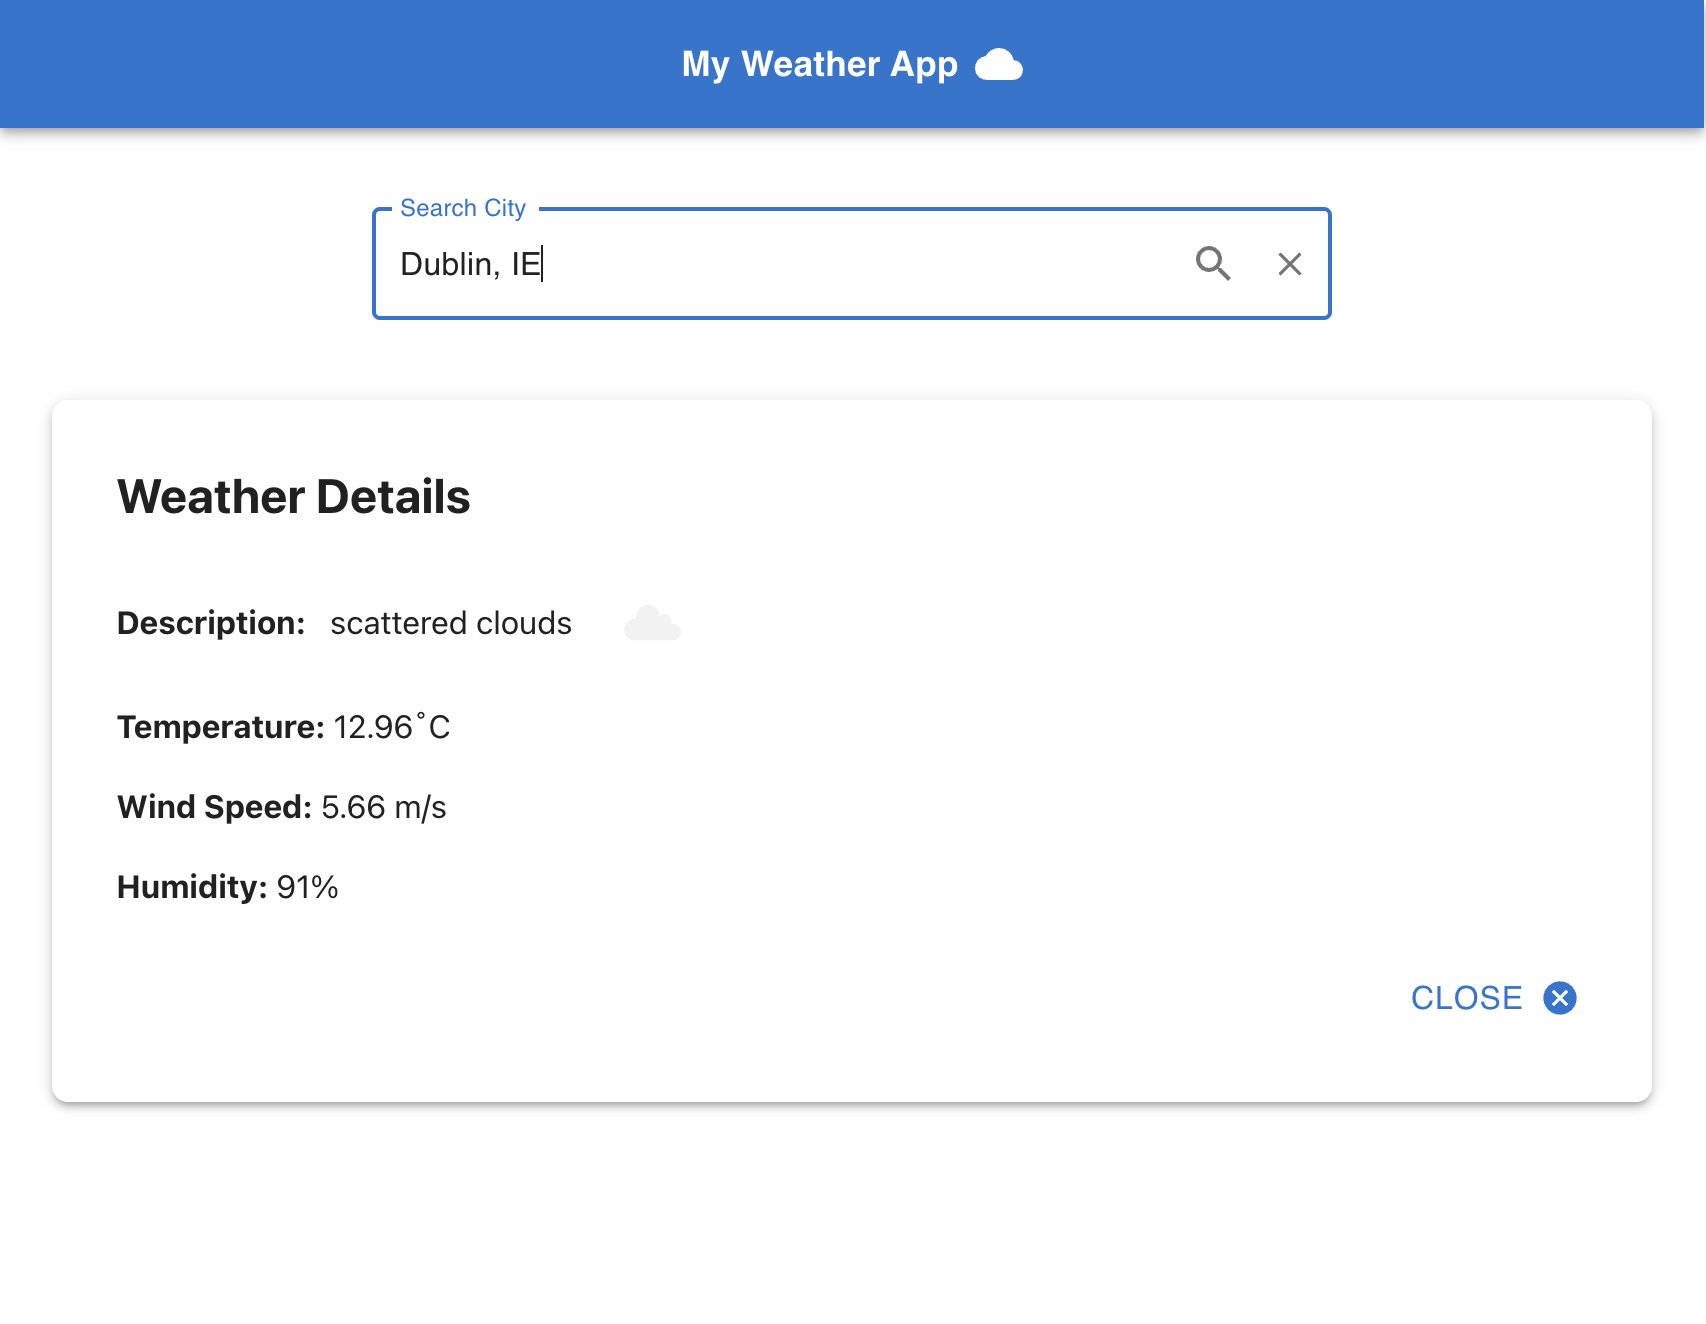 My Weather App
Search City
Dublin, IE
Weather Details
Description: scattered clouds
Temperature: 12.96˚C
Wind Speed: 5.66 m/s
Humidity: 91%
CLOSE